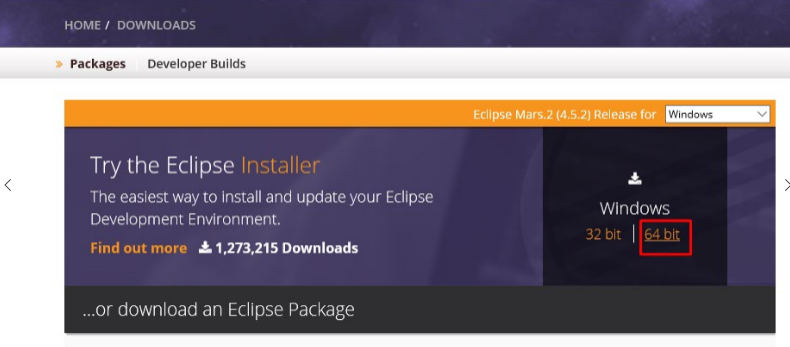 HOME / DOWNLOADS
» Packages Developer Builds
Eclipse Mars.2 (4.5.2) Release for Windows
Try the Eclipse Installer
The easiest way to install and update your Eclipse
Development Environment.
Find out more 1,273,215 Downloads
Windows
32 bit | 64 bit
...or download an Eclipse Package